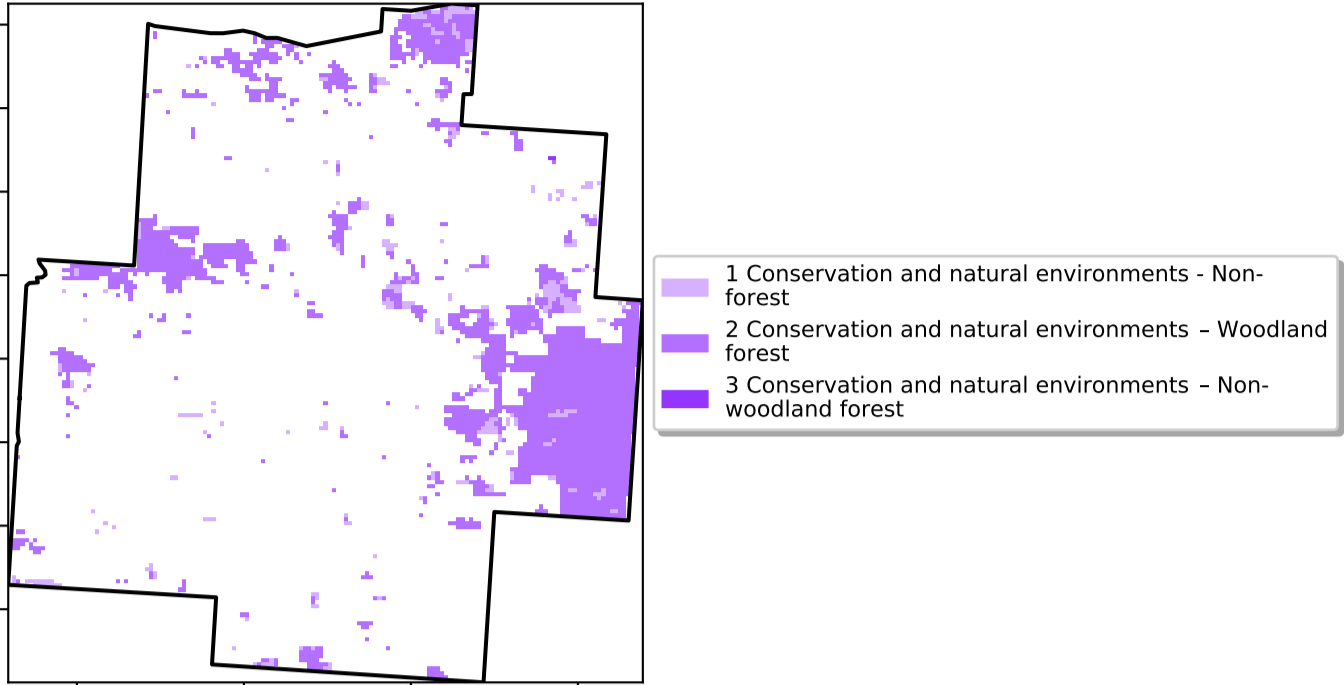 1 Conservation and natural environments - Non-
forest
2 Conservation and natural environments – Woodland
forest
3 Conservation and natural environments – Non-
woodland forest